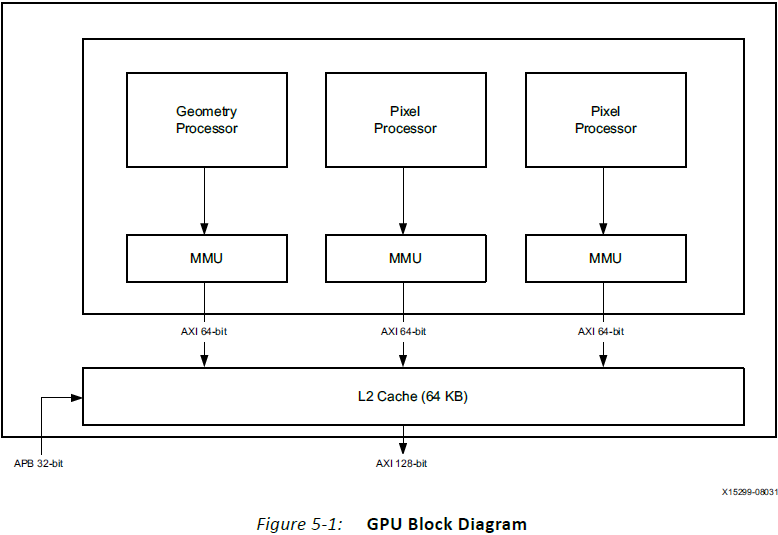 Geometry
Processor
Pixel
Processor
Pixel
Processor
MMU
MMU
MMU
AXI 64-bit
AXI 64-bit
AXI 64-bit
L2 Cache (64 KB)
APB 32-bit
AXI 128-bit
X15299-08031
Figure 5-1: GPU Block Diagram